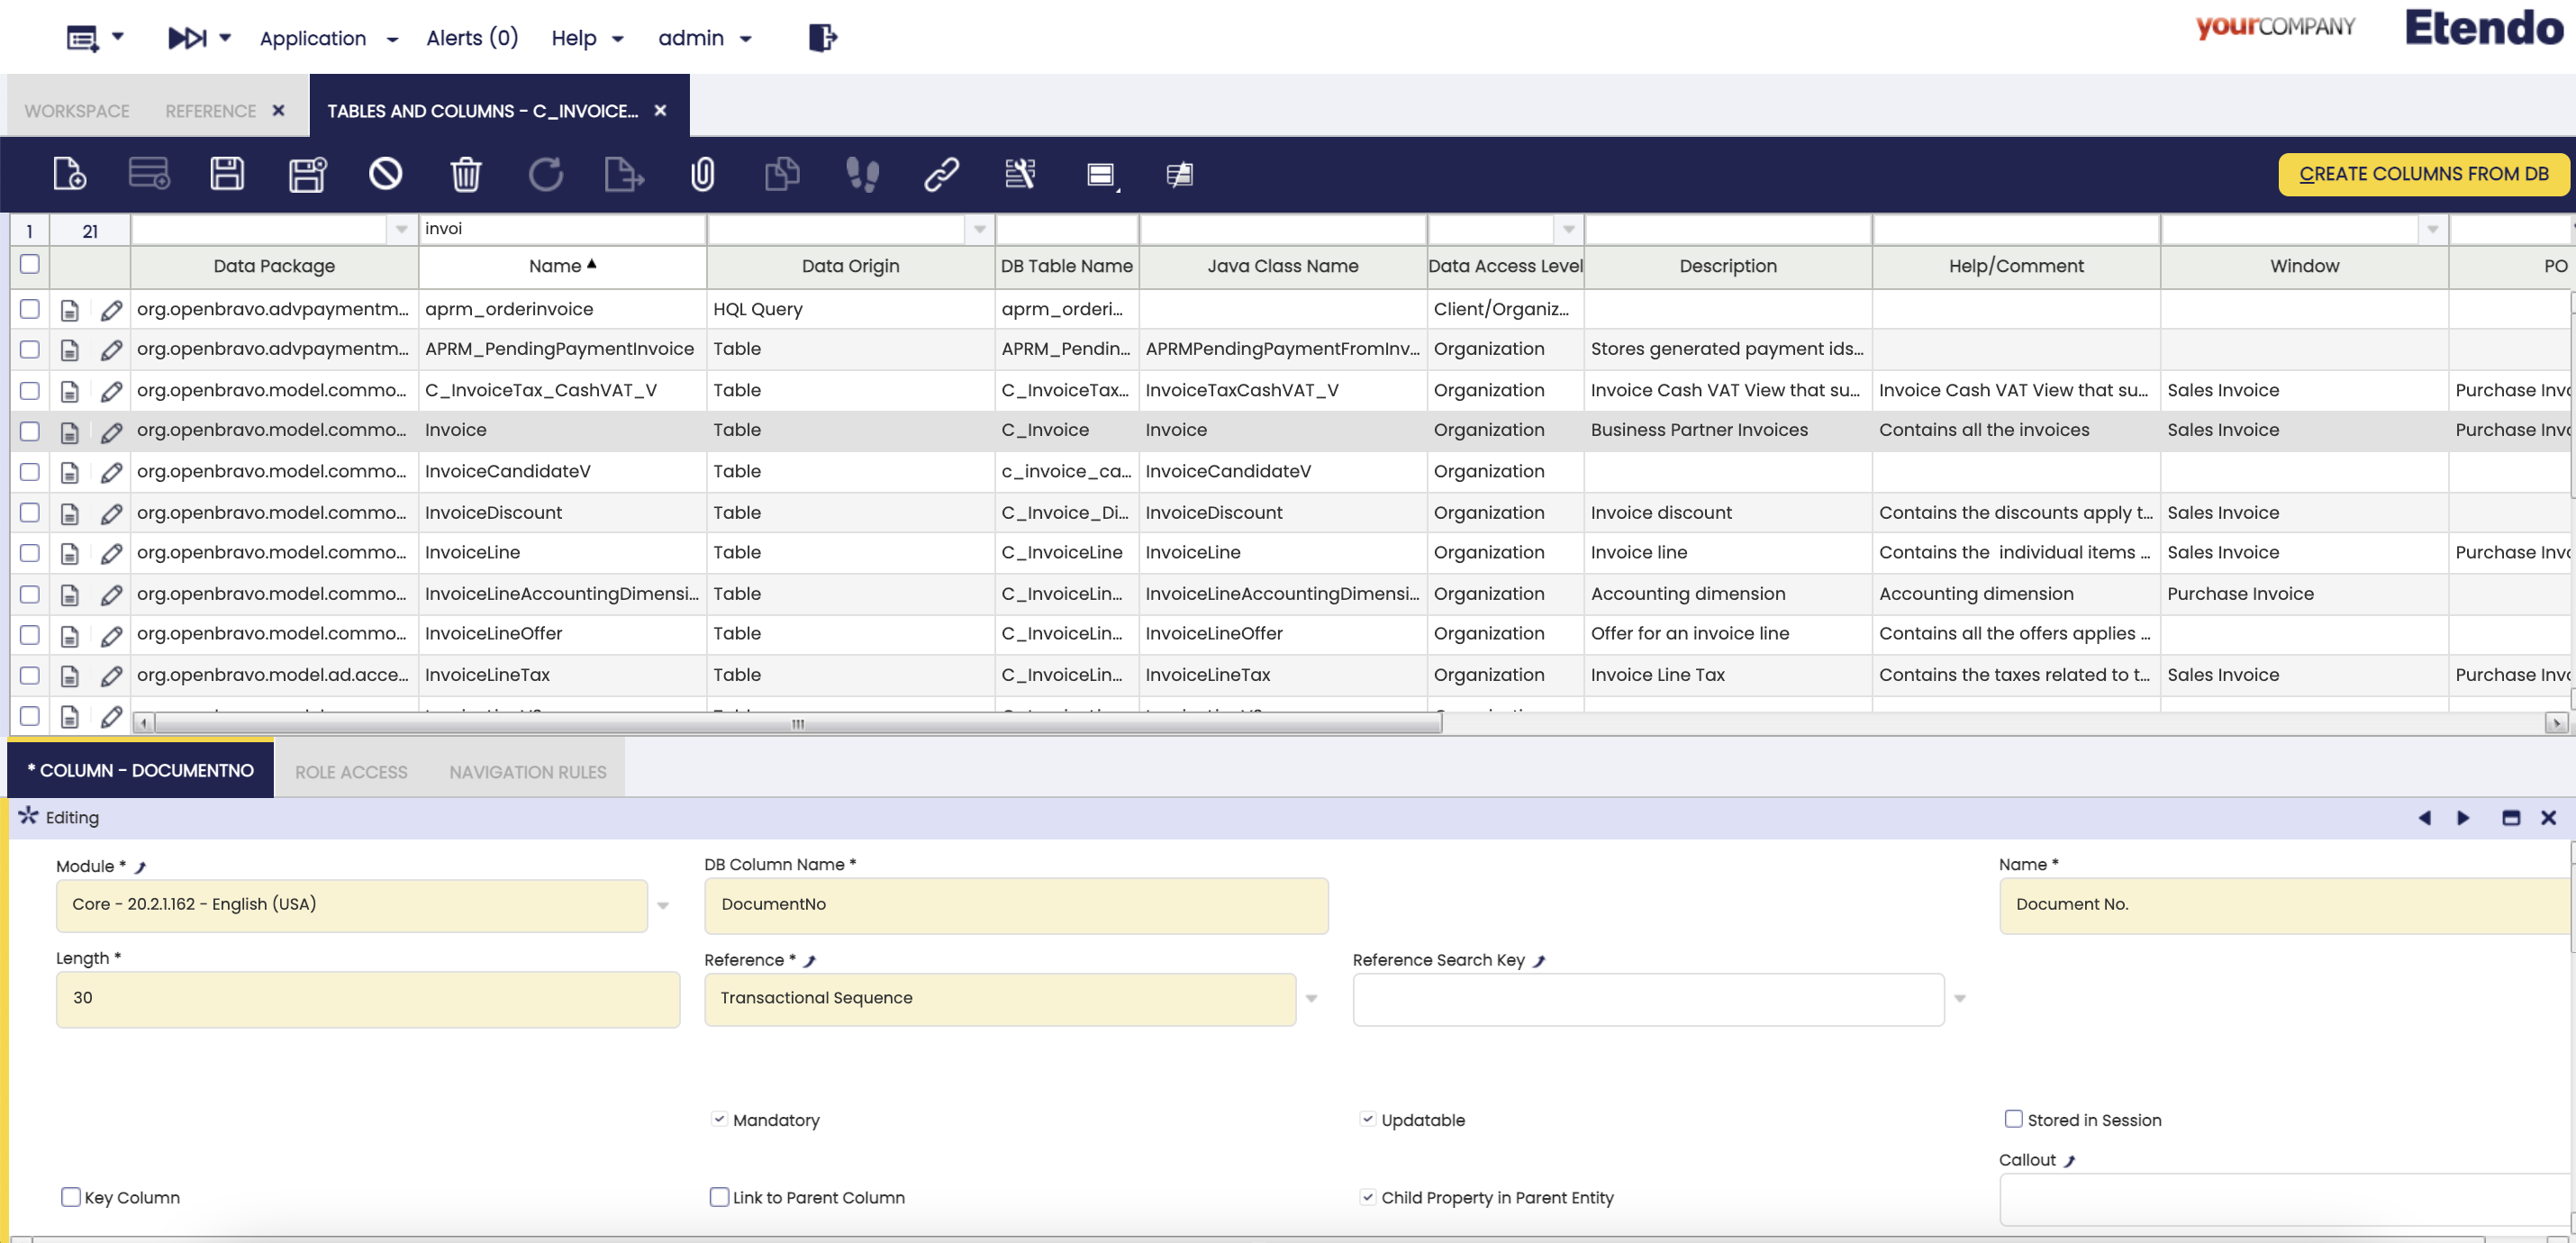 Application Alerts (0) Help admin yourCOMPANY Etendo
WORKSPACE REFERENCE TABLES AND COLUMNS - C_INVOICE...
CREATE COLUMNS FROM DB
1 21 invoi
Data Package Name Data Origin DB Table Name Java Class Name Data Access Level Description Help/Comment Window PO
org.openbravo.advpaymentm... aprm_orderinvoice HQL Query aprm_orderi... Client/Organiz...
org.openbravo.advpaymentm... APRM_PendingPaymentInvoice Table APRM_Pendin... APRMPendingPaymentFromInv... Organization Stores generated payment ids...
org.openbravo.model.commo... C_InvoiceTax_CashVAT_V Table C_InvoiceTax... InvoiceTaxCashVAT_V Organization Invoice Cash VAT View that su... Invoice Cash VAT View that su... Sales Invoice Purchase Invo
org.openbravo.model.commo... Invoice Table C_Invoice Invoice Organization Business Partner Invoices Contains all the invoices Sales Invoice Purchase Invo
org.openbravo.model.commo... InvoiceCandidateV Table c_invoice_ca... InvoiceCandidateV Organization
org.openbravo.model.commo... InvoiceDiscount Table C_Invoice_Di... InvoiceDiscount Organization Invoice discount Contains the discounts apply t... Sales Invoice
org.openbravo.model.commo... InvoiceLine Table C_InvoiceLine InvoiceLine Organization Invoice line Contains the individual items ... Sales Invoice Purchase Invo
org.openbravo.model.commo... InvoiceLineAccountingDimensi... Table C_InvoiceLin... InvoiceLineAccountingDimensi... Organization Accounting dimension Accounting dimension Purchase Invoice
org.openbravo.model.commo... InvoiceLineOffer Table C_InvoiceLin... InvoiceLineOffer Organization Offer for an invoice line Contains all the offers applies ...
org.openbravo.model.ad.acce... InvoiceLineTax Table C_InvoiceLin... InvoiceLineTax Organization Invoice Line Tax Contains the taxes related to t... Sales Invoice Purchase Invo
* COLUMN - DOCUMENTNO ROLE ACCESS NAVIGATION RULES
Editing
Module * DB Column Name * Name *
Core - 20.2.1.162 - English (USA) DocumentNo Document No.
Length * Reference * Reference Search Key
30 Transactional Sequence
Mandatory Updatable Stored in Session
Callout
Key Column Link to Parent Column Child Property in Parent Entity